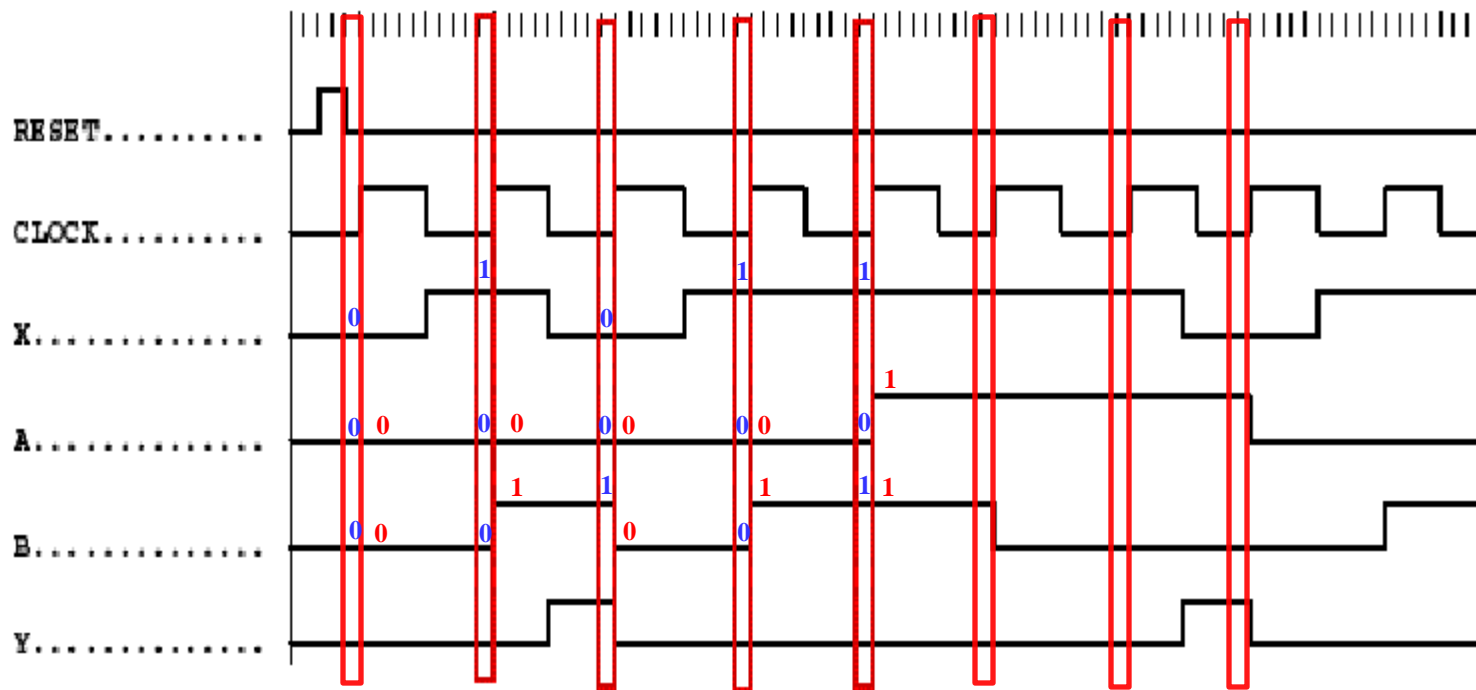 RESET..........
CLOCK..........
1 1 1
X.............. 0 0
1
A.............. 0 0 0 0 0 0 0 0 0
1 1 1 1 1
B.............. 0 0 0 0 0
Y..............